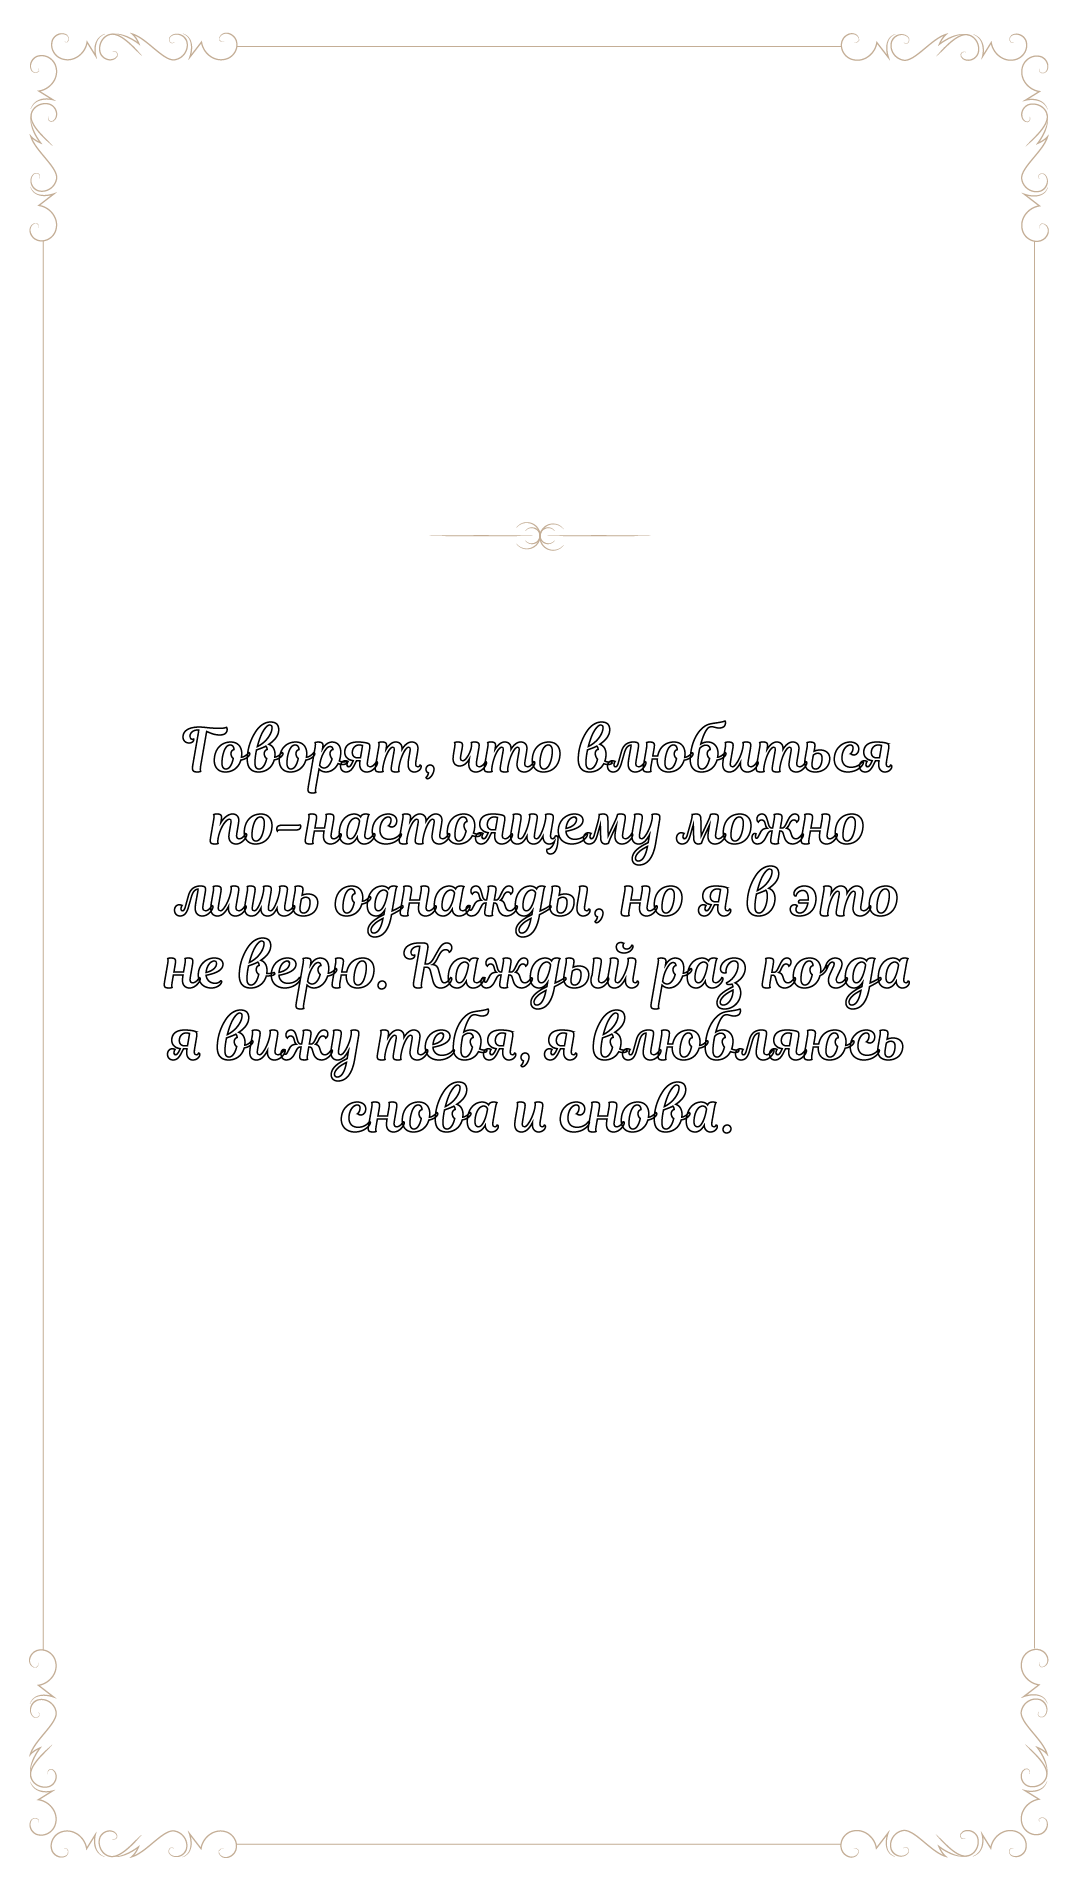 Говорят, что влюбиться
по-настоящему можно
лишь однажды, но я в это
не верю. Каждый раз когда
я вижу тебя, я влюбляюсь
снова и снова.